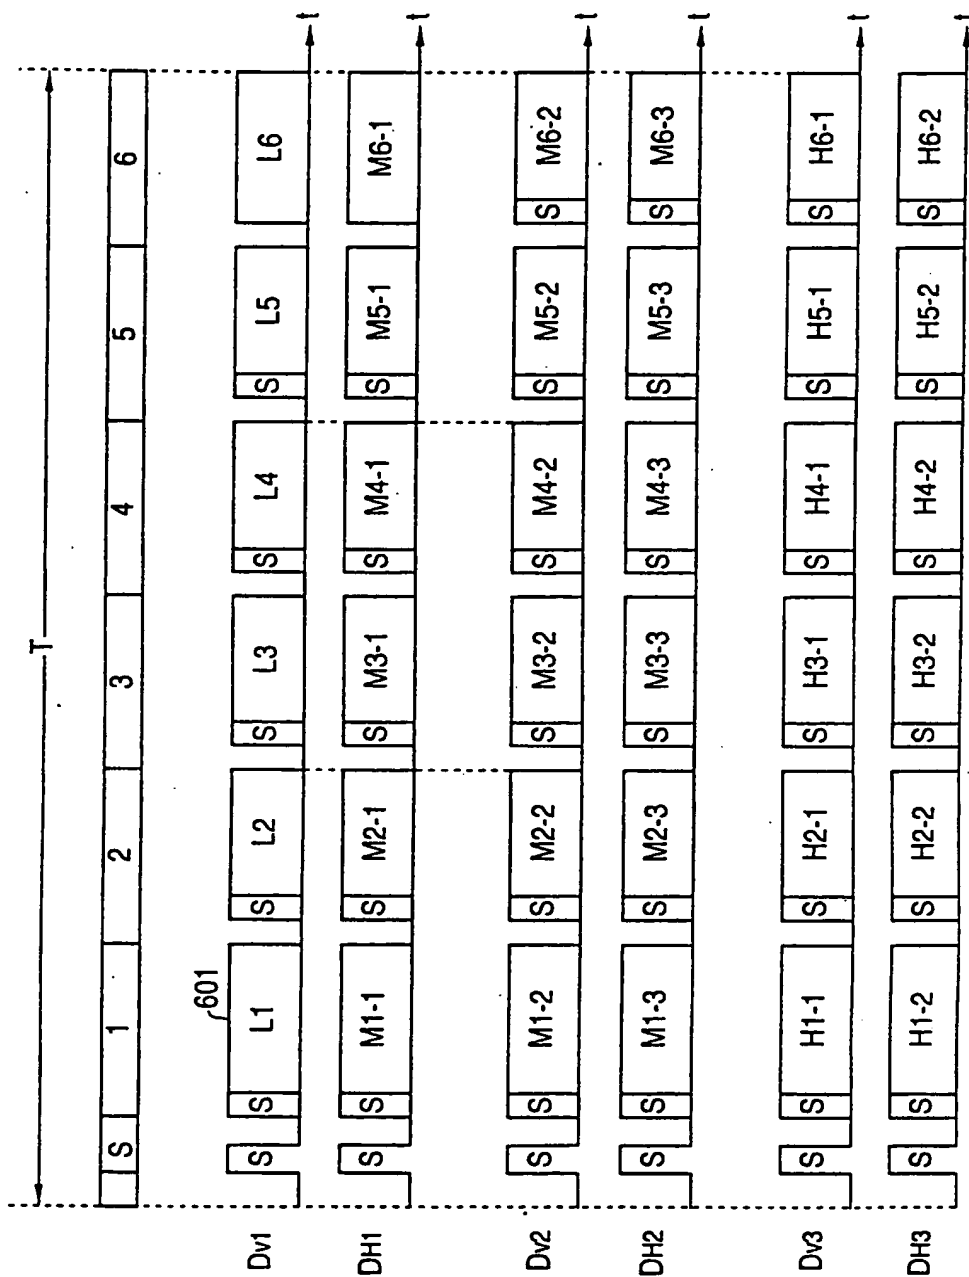 T
S 1 2 3 4 5 6
601
Dv1 S S L1 S L2 S L3 S L4 S L5 L6 t
DH1 S S M1-1 S M2-1 S M3-1 S M4-1 S M5-1 M6-1 t
Dv2 S S M1-2 S M2-2 S M3-2 S M4-2 S M5-2 S M6-2 t
DH2 S S M1-3 S M2-3 S M3-3 S M4-3 S M5-3 S M6-3 t
Dv3 S S H1-1 S H2-1 S H3-1 S H4-1 S H5-1 S H6-1 t
DH3 S S H1-2 S H2-2 S H3-2 S H4-2 S H5-2 S H6-2 t